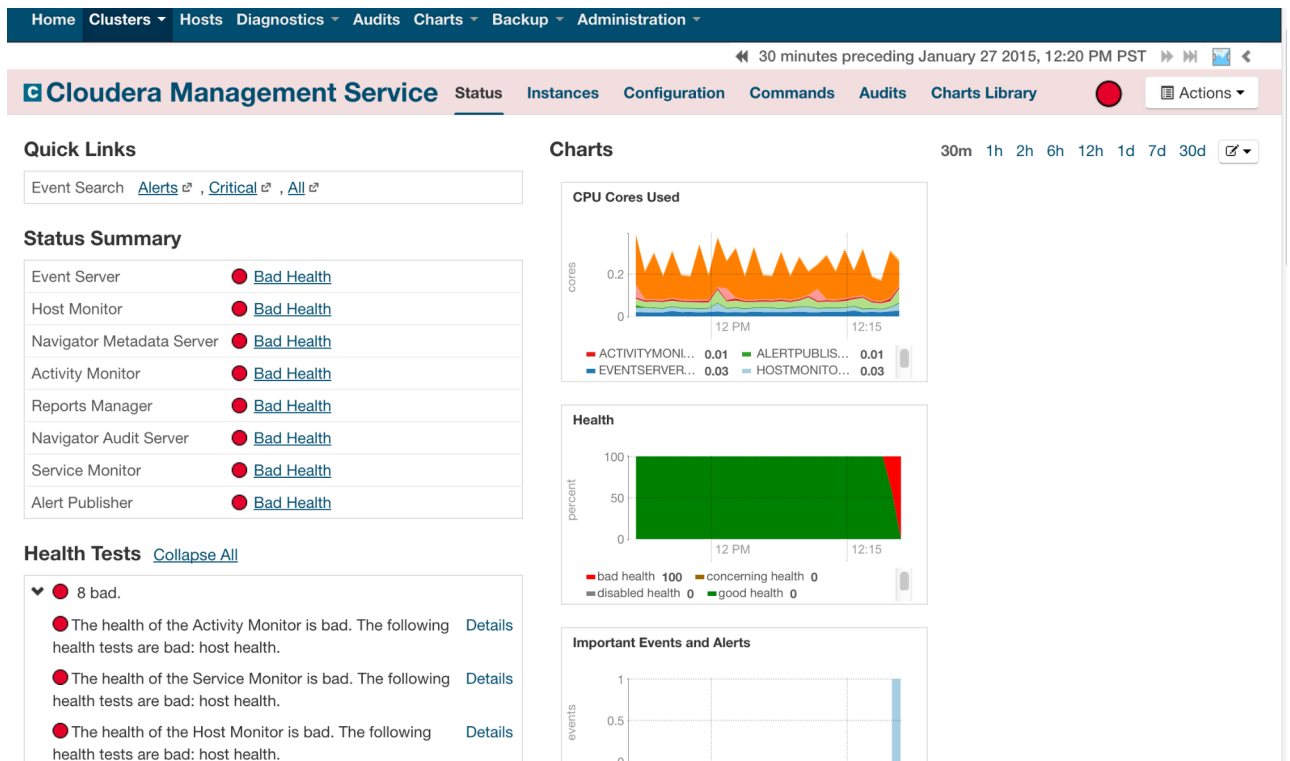 Home Clusters Hosts Diagnostics Audits Charts Backup Administration
30 minutes preceding January 27 2015, 12:20 PM PST
C Cloudera Management Service Status Instances Configuration Commands Audits Charts Library Actions
Quick Links
Event Search Alerts , Critical , All
Status Summary
Event Server Bad Health
Host Monitor Bad Health
Navigator Metadata Server Bad Health
Activity Monitor Bad Health
Reports Manager Bad Health
Navigator Audit Server Bad Health
Service Monitor Bad Health
Alert Publisher Bad Health
Health Tests Collapse All
8 bad.
The health of the Activity Monitor is bad. The following Details
health tests are bad: host health.
The health of the Service Monitor is bad. The following Details
health tests are bad: host health.
The health of the Host Monitor is bad. The following Details
health tests are bad: host health.
Charts
30m 1h 2h 6h 12h 1d 7d 30d
CPU Cores Used
cores
0.2
0
12 PM 12:15
ACTIVITYMONI... 0.01 ALERTPUBLIS... 0.01
EVENTSERVER... 0.03 HOSTMONITO... 0.03
Health
percent
100
50
0
12 PM 12:15
bad health 100 concerning health 0
disabled health 0 good health 0
Important Events and Alerts
events
1
0.5
0